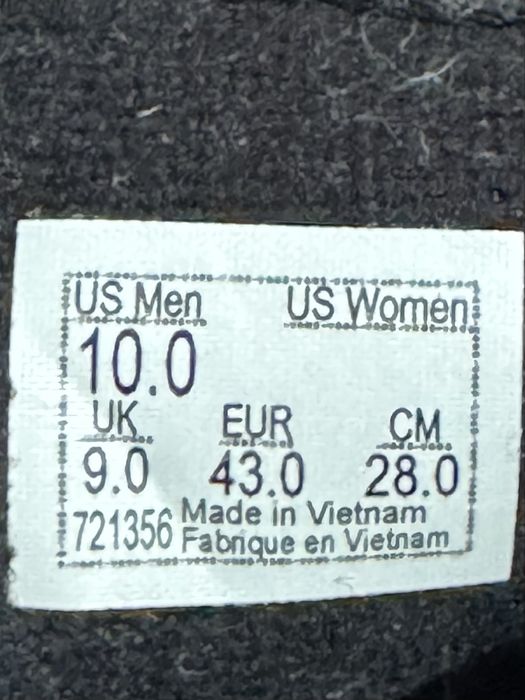 US Men US Women
10.0
UK EUR CM
9.0 43.0 28.0
721356 Made in Vietnam
Fabrique en Vietnam